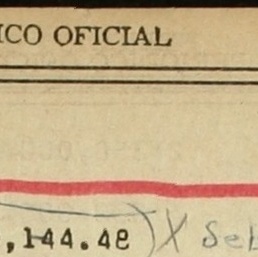 ICO OFICIAL
,144.48 ) X Seb